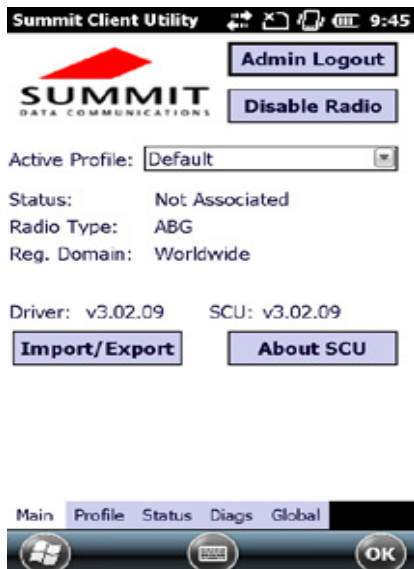 Summit Client Utility 9:45
Admin Logout
SUMMIT
DATA COMMUNICATIONS
Disable Radio
Active Profile: Default
Status: Not Associated
Radio Type: ABG
Reg. Domain: Worldwide
Driver: v3.02.09 SCU: v3.02.09
Import/Export About SCU
Main Profile Status Diags Global
OK